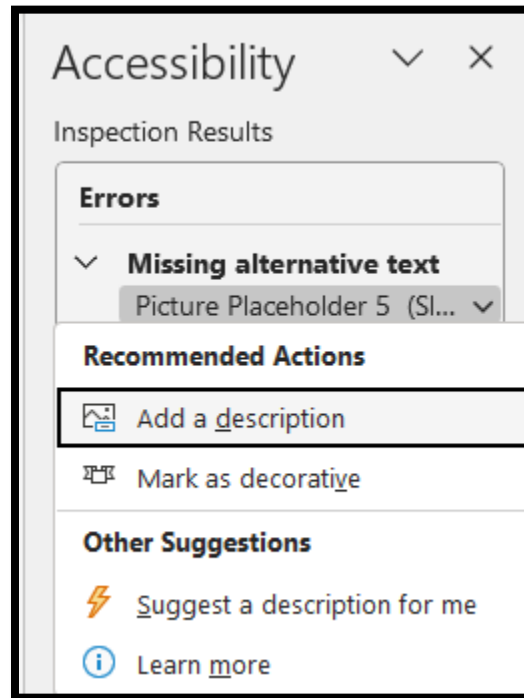 Accessibility
Inspection Results
Errors
Missing alternative text
Picture Placeholder 5 (Sl...
Recommended Actions
Add a description
Mark as decorative
Other Suggestions
Suggest a description for me
Learn more